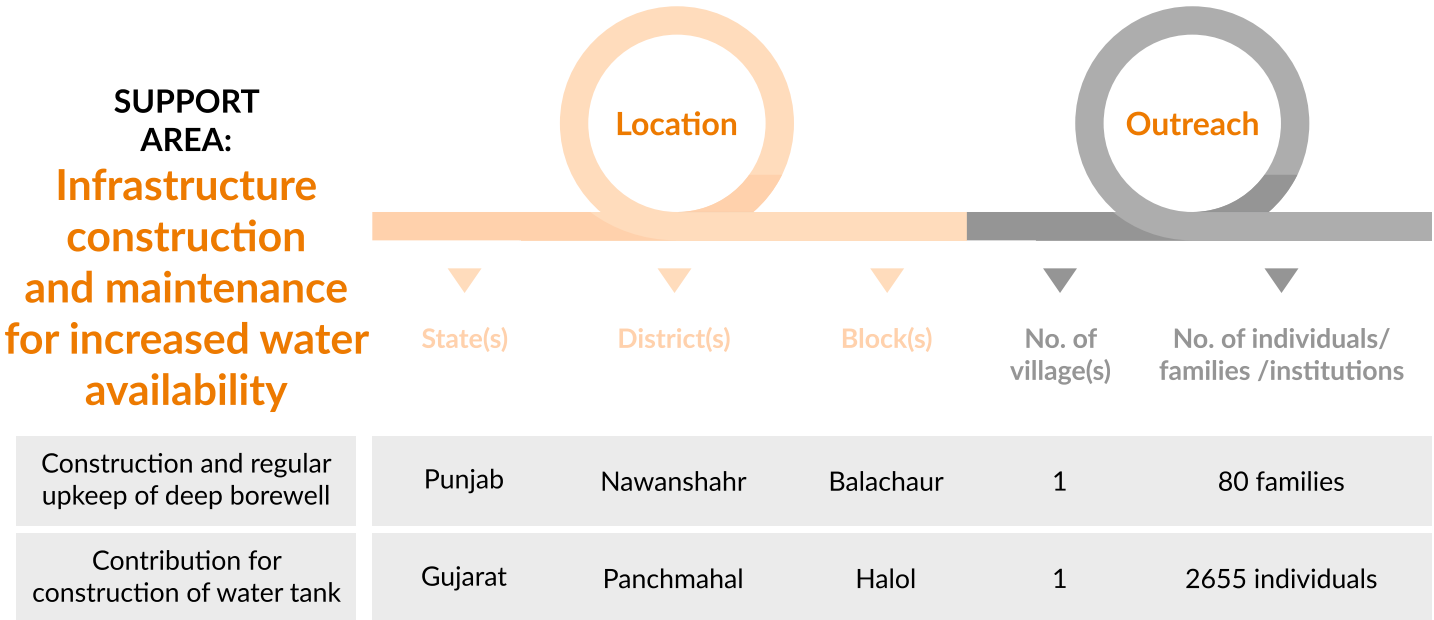 SUPPORT
AREA:
Infrastructure
construction
and maintenance
for increased water
availability
Location
Outreach
State(s)
District(s)
Block(s)
No. of
village(s)
No. of individuals/
families /institutions
Construction and regular
upkeep of deep borewell
Punjab
Nawanshahr
Balachaur
1
80 families
Contribution for
construction of water tank
Gujarat
Panchmahal
Halol
1
2655 individuals